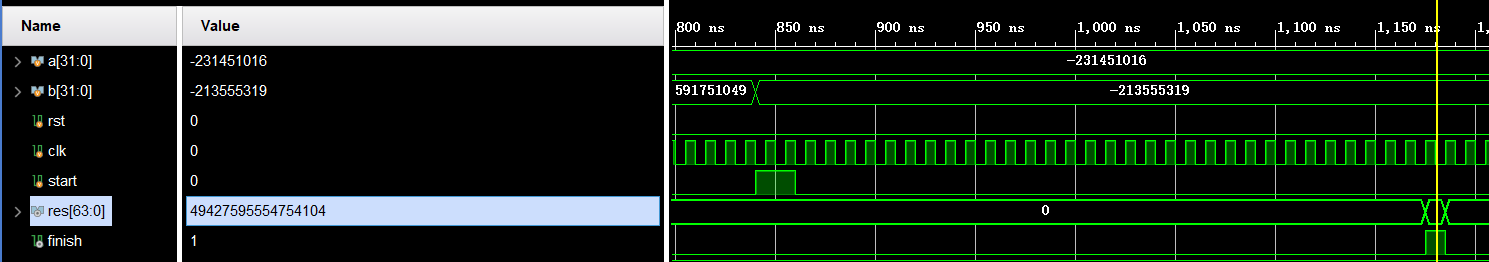 Name Value 800 ns 850 ns 900 ns 950 ns 1,000 ns 1,050 ns 1,100 ns 1,150 ns 1,
a[31:0] -231451016 -231451016
b[31:0] -213555319 591751049 -213555319
rst 0
clk 0
start 0
res[63:0] 49427595554754104 0
finish 1